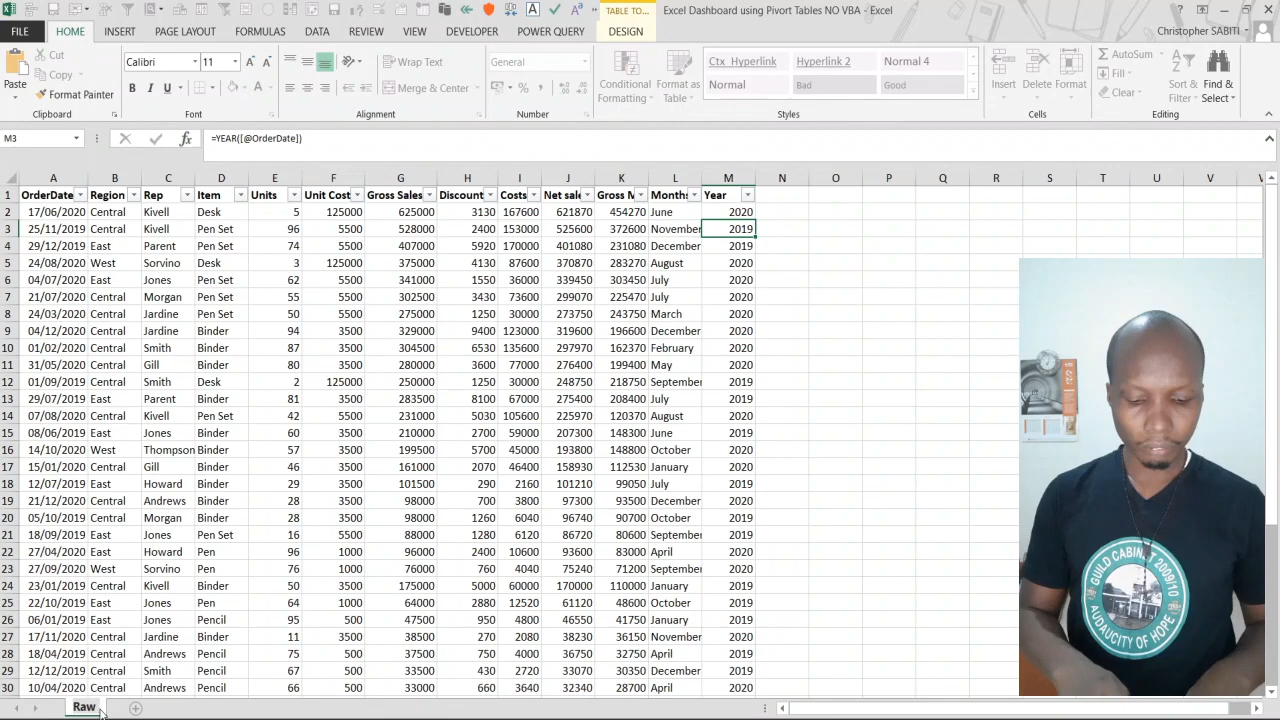 TABLE TO...
Excel Dashboard using Pivort Tables NO VBA - Excel
FILE HOME INSERT PAGE LAYOUT FORMULAS DATA REVIEW VIEW DEVELOPER POWER QUERY DESIGN
Christopher SABITI
Paste
Cut
Copy
Format Painter
Clipboard
Calibri 11
B I U
Font
Wrap Text
Merge & Center
Alignment
General
Number
Conditional Formatting
Format as Table
Ctx_Hyperlink Hyperlink 2 Normal 4
Normal Bad Good
Styles
Insert Delete Format
Cells
AutoSum
Fill
Clear
Sort & Filter
Find & Select
Editing
M3 fx =YEAR([@OrderDate])
A B C D E F G H I J K L M N O P Q R S T U V
1 OrderDate Region Rep Item Units Unit Cost Gross Sales Discount Costs Net sale Gross M Months Year
2 17/06/2020 Central Kivell Desk 5 125000 625000 3130 167600 621870 454270 June 2020
3 25/11/2019 Central Kivell Pen Set 96 5500 528000 2400 153000 525600 372600 November 2019
4 29/12/2019 East Parent Pen Set 74 5500 407000 5920 170000 401080 231080 December 2019
5 24/08/2020 West Sorvino Desk 3 125000 375000 4130 87600 370870 283270 August 2020
6 04/07/2020 East Jones Pen Set 62 5500 341000 1550 36000 339450 303450 July 2020
7 21/07/2020 Central Morgan Pen Set 55 5500 302500 3430 73600 299070 225470 July 2020
8 24/03/2020 Central Jardine Pen Set 50 5500 275000 1250 30000 273750 243750 March 2020
9 04/12/2020 Central Jardine Binder 94 3500 329000 9400 123000 319600 196600 December 2020
10 01/02/2020 Central Smith Binder 87 3500 304500 6530 135600 297970 162370 February 2020
11 31/05/2020 Central Gill Binder 80 3500 280000 3600 77000 276400 199400 May 2020
12 01/09/2019 Central Smith Desk 2 125000 250000 1250 30000 248750 218750 September 2019
13 29/07/2019 East Parent Binder 81 3500 283500 8100 67000 275400 208400 July 2019
14 07/08/2020 Central Kivell Pen Set 42 5500 231000 5030 105600 225970 120370 August 2020
15 08/06/2019 East Jones Binder 60 3500 210000 2700 59000 207300 148300 June 2019
16 14/10/2020 West Thompson Binder 57 3500 199500 5700 45000 193800 148800 October 2020
17 15/01/2020 Central Gill Binder 46 3500 161000 2070 46400 158930 112530 January 2020
18 12/07/2019 East Howard Binder 29 3500 101500 290 2160 101210 99050 July 2019
19 21/12/2019 Central Andrews Binder 28 3500 98000 700 3800 97300 93500 December 2019
20 05/10/2019 Central Morgan Binder 28 3500 98000 1260 6040 96740 90700 October 2019
21 18/09/2019 East Jones Pen Set 16 5500 88000 1280 6120 86720 80600 September 2019
22 27/04/2020 East Howard Pen 96 1000 96000 2400 10600 93600 83000 April 2020
23 27/09/2020 West Sorvino Pen 76 1000 76000 760 4040 75240 71200 September 2020
24 23/01/2019 Central Kivell Binder 50 3500 175000 5000 60000 170000 110000 January 2019
25 22/10/2019 East Jones Pen 64 1000 64000 2880 12520 61120 48600 October 2019
26 06/01/2019 East Jones Pencil 95 500 47500 950 4800 46550 41750 January 2019
27 17/11/2020 Central Jardine Binder 11 3500 38500 270 2080 38230 36150 November 2020
28 18/04/2019 Central Andrews Pencil 75 500 37500 750 4000 36750 32750 April 2019
29 12/12/2019 Central Smith Pencil 67 500 33500 430 2720 33070 30350 December 2019
30 10/04/2020 Central Andrews Pencil 66 500 33000 660 3640 32340 28700 April 2020
Raw
GUILD CABINET 2009/10
AUDAUCITY OF HOPE